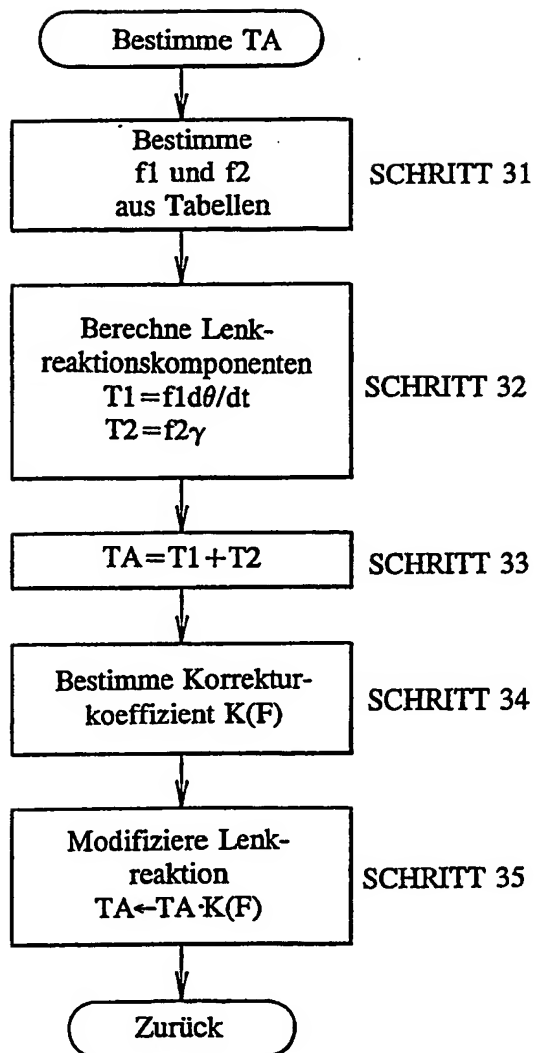 Bestimme TA
Bestimme
f1 und f2
aus Tabellen
SCHRITT 31
Berechne Lenk-
reaktionskomponenten
T1=f1dθ/dt
T2=f2γ
SCHRITT 32
TA=T1+T2
SCHRITT 33
Bestimme Korrektur-
koeffizient K(F)
SCHRITT 34
Modifiziere Lenk-
reaktion
TA←TA·K(F)
SCHRITT 35
Zurück